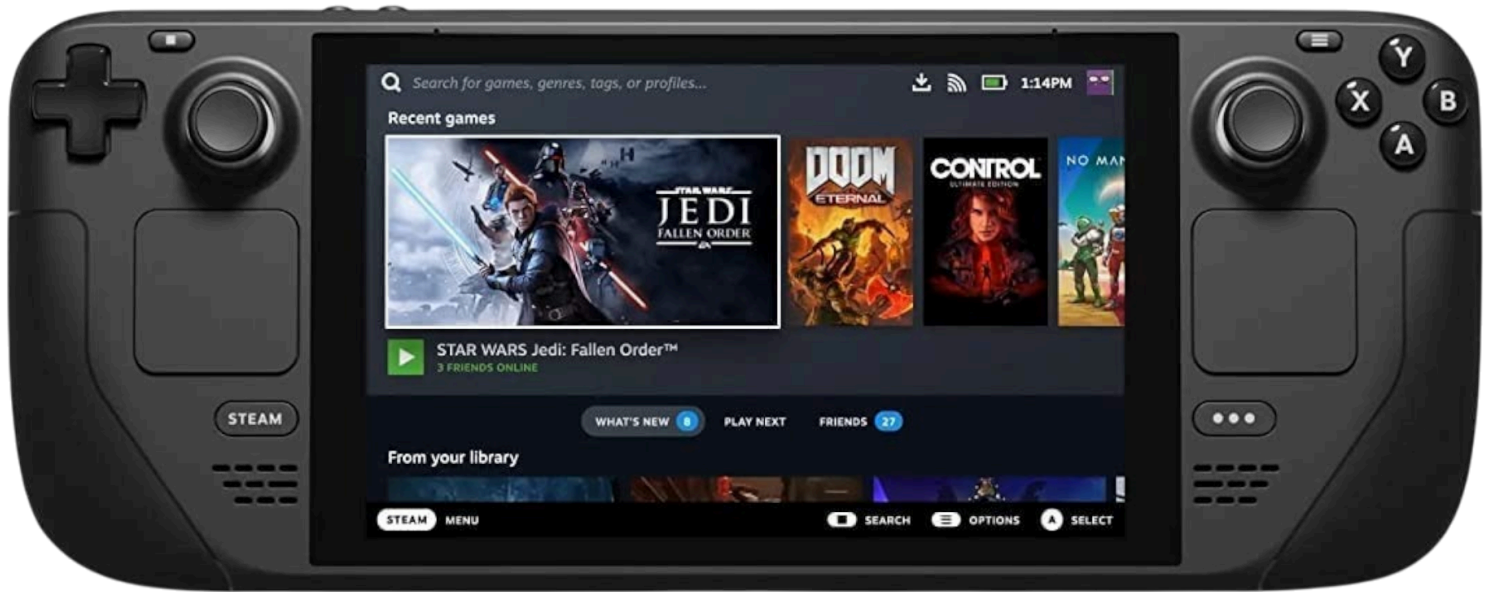 Search for games, genres, tags, or profiles...
1:14PM
Recent games
STAR WARS
JEDI
FALLEN ORDER
EA
DOOM
ETERNAL
CONTROL
ULTIMATE EDITION
NO MAN
STAR WARS Jedi: Fallen Order™
3 FRIENDS ONLINE
WHAT'S NEW 8 PLAY NEXT FRIENDS 27
From your library
STEAM MENU SEARCH OPTIONS A SELECT
STEAM
Y
X
B
A